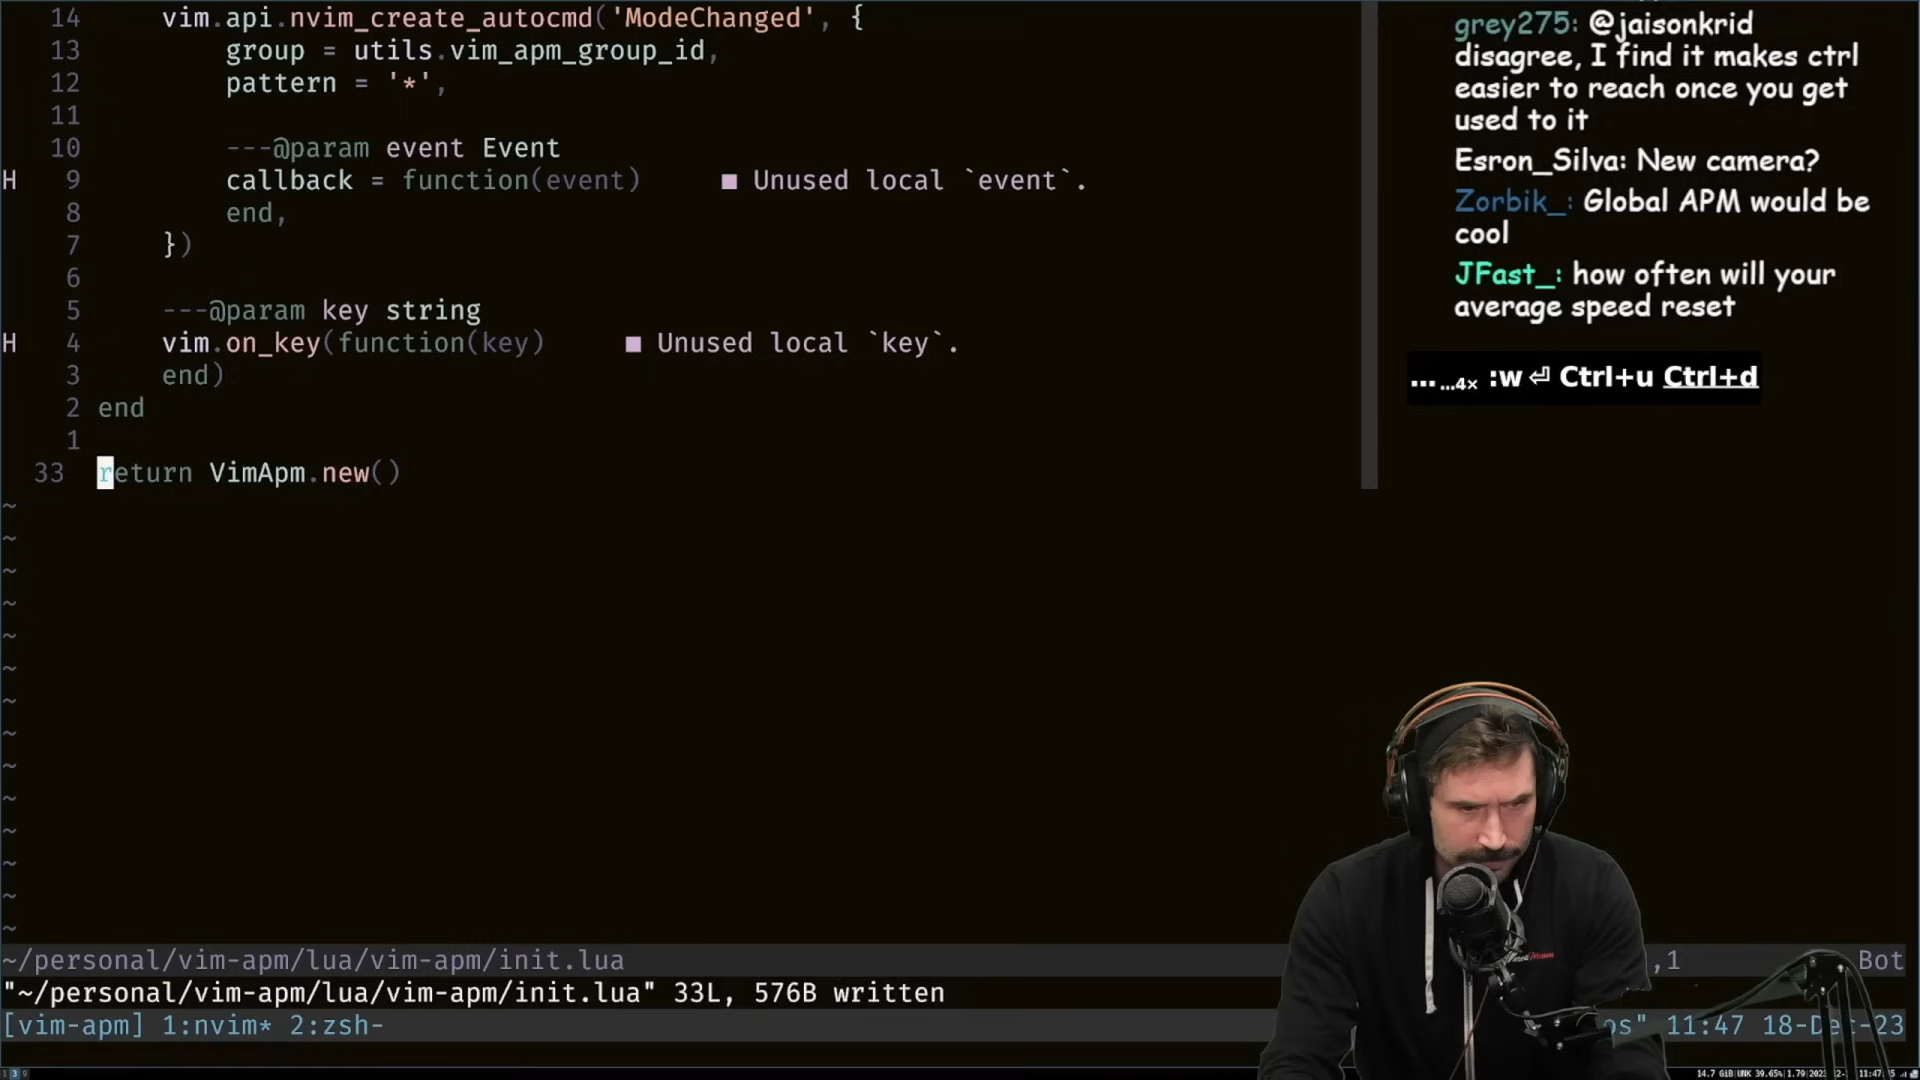 14 vim.api.nvim_create_autocmd('ModeChanged', {
13 group = utils.vim_apm_group_id,
12 pattern = '*',
11
10 ---@param event Event
H 9 callback = function(event) ■ Unused local `event`.
8 end,
7 })
6
5 ---@param key string
H 4 vim.on_key(function(key) ■ Unused local `key`.
3 end)
2 end
1
33 return VimApm.new()
~
~
~
~
~
~
~
~
~
~
~
~
~
~
~/personal/vim-apm/lua/vim-apm/init.lua ,1 Bot
"~/personal/vim-apm/lua/vim-apm/init.lua" 33L, 576B written
[vim-apm] 1:nvim* 2:zsh- os" 11:47 18-Dec-23
grey275: @jaisonkrid
disagree, I find it makes ctrl
easier to reach once you get
used to it
Esron_Silva: New camera?
Zorbik_: Global APM would be
cool
JFast_: how often will your
average speed reset
... ...4× :w ⏎ Ctrl+u Ctrl+d